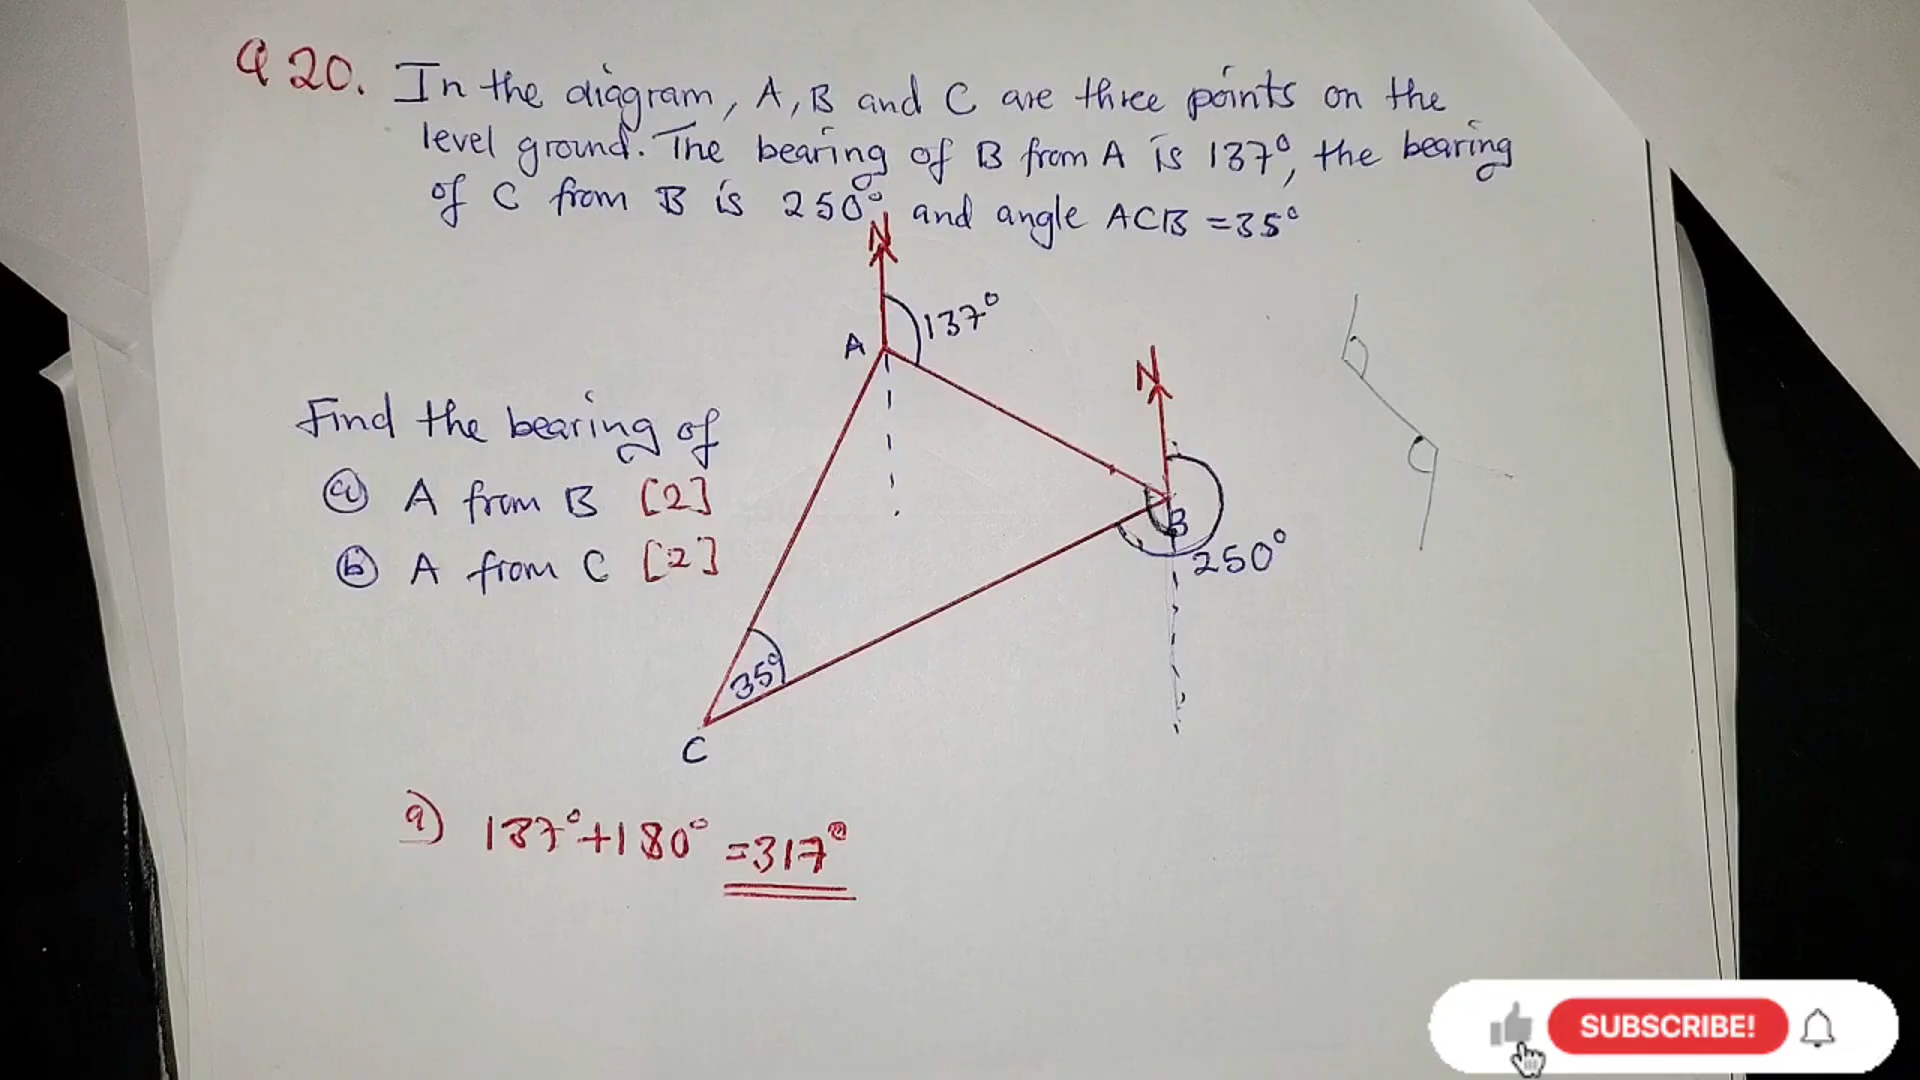 Q 20. In the diagram, A, B and C are three points on the
level ground. The bearing of B from A is 137°, the bearing
of C from B is 250° and angle ACB = 35°
N
137°
A
N
Find the bearing of
(a) A from B [2]
B
250°
(b) A from C [2]
35°
C
a) 137° + 180° = 317°
SUBSCRIBE!